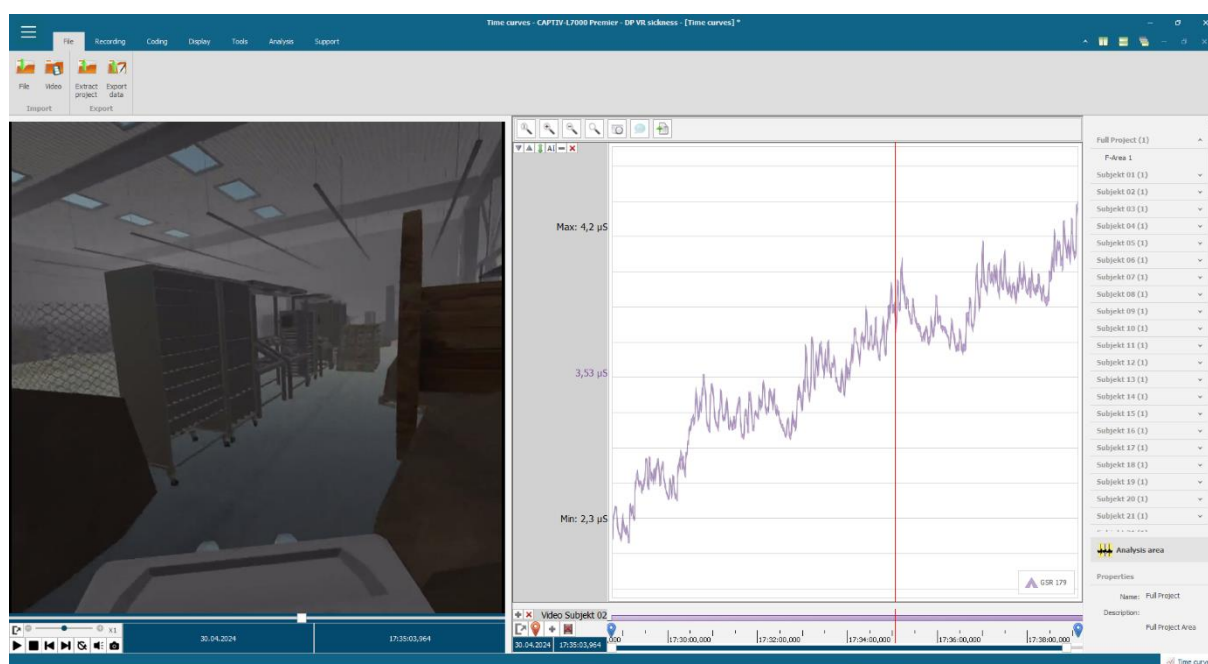 Time curves - CAPTIV-L7000 Premier - DP VR sickness - [Time curves] *
File Recording Coding Display Tools Analysis Support
File Video Extract project Export data
Import Export
Max: 4,2 µS
3,53 µS
Min: 2,3 µS
GSR 179
Full Project (1)
F-Area 1
Subjekt 01 (1)
Subjekt 02 (1)
Subjekt 03 (1)
Subjekt 04 (1)
Subjekt 05 (1)
Subjekt 06 (1)
Subjekt 07 (1)
Subjekt 08 (1)
Subjekt 09 (1)
Subjekt 10 (1)
Subjekt 11 (1)
Subjekt 12 (1)
Subjekt 13 (1)
Subjekt 14 (1)
Subjekt 15 (1)
Subjekt 16 (1)
Subjekt 17 (1)
Subjekt 18 (1)
Subjekt 19 (1)
Subjekt 20 (1)
Subjekt 21 (1)
Analysis area
Properties
Name: Full Project
Description:
Full Project Area
x1
30.04.2024 17:35:03,964
Video Subjekt 02
30.04.2024 17:35:03,964
17:30:00,000 17:32:00,000 17:34:00,000 17:36:00,000 17:38:00,000